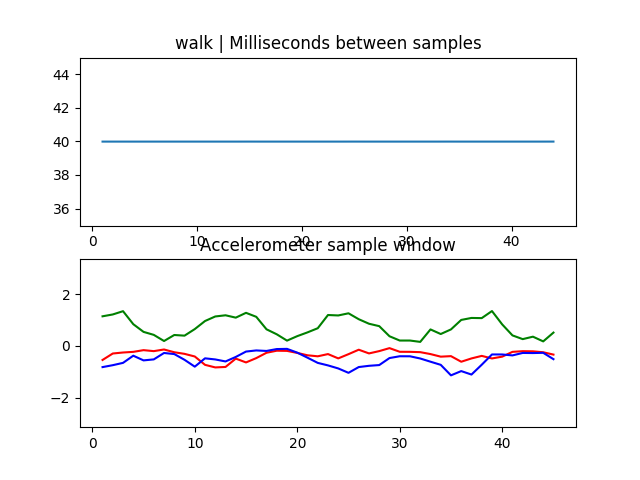 walk | Milliseconds between samples
44
42
40
38
36
0 10 20 30 40
Accelerometer sample window
2
0
−2
0 10 20 30 40